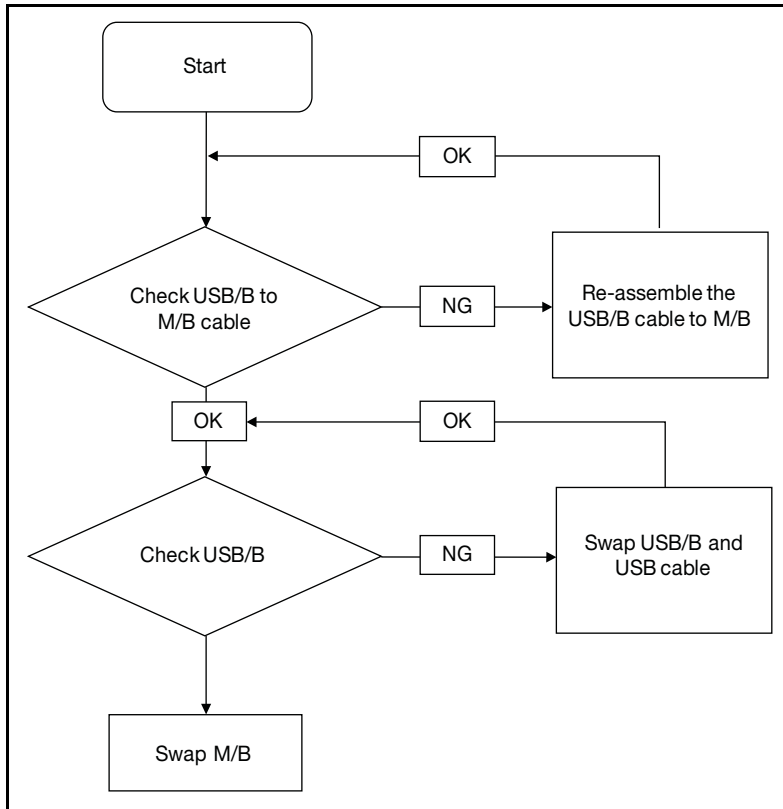 Start
OK
Check USB/B to
M/B cable
NG
Re-assemble the
USB/B cable to M/B
OK
OK
Check USB/B
NG
Swap USB/B and
USB cable
Swap M/B